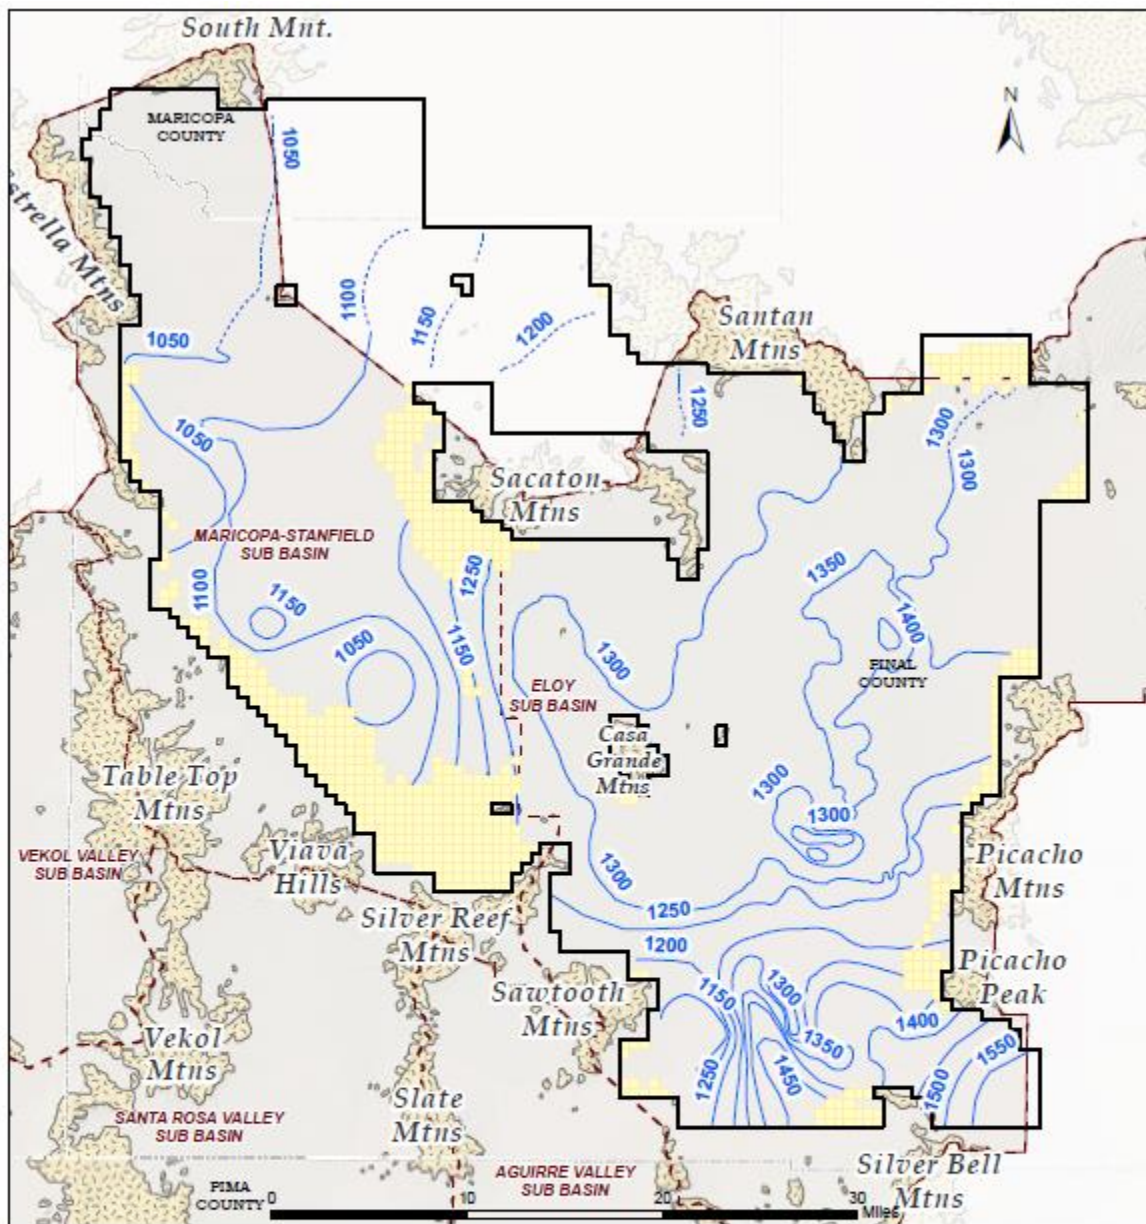 South Mnt.
MARICOPA
COUNTY
N
1050
strella Mtns
1100
1150
1200
Santan
Mtns
1050
1250
1300
1050
1300
Sacaton
Mtns
MARICOPA-STANFIELD
SUB BASIN
1250
1350
1100
1150
1400
1050
1150
1300
ELOY
SUB BASIN
PINAL
COUNTY
Casa
Grande
Mtns
Table Top
Mtns
1300
1300
VEKOL VALLEY
SUB BASIN
Viava
Hills
1300
Picacho
Mtns
1250
Silver Reef
Mtns
1200
Picacho
Peak
Sawtooth
Mtns
1150
1300
1400
Vekol
Mtns
1350
1550
1250
1450
1500
Slate
Mtns
SANTA ROSA VALLEY
SUB BASIN
Silver Bell
Mtns
AGUIRRE VALLEY
SUB BASIN
PIMA
COUNTY
0 10 20 30
Miles